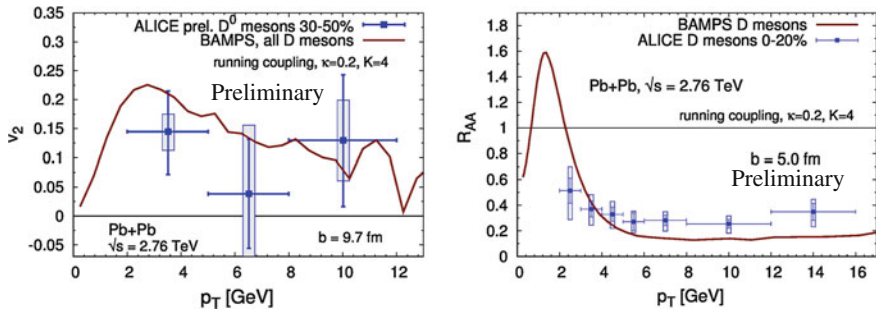 ALICE prel. D⁰ mesons 30-50%
BAMPS, all D mesons
running coupling, κ=0.2, K=4
Preliminary
0.35
0.3
0.25
0.2
0.15
0.1
0.05
0
-0.05
v₂
Pb+Pb
√s = 2.76 TeV
b = 9.7 fm
0 2 4 6 8 10 12
p_T [GeV]
BAMPS D mesons
ALICE D mesons 0-20%
Pb+Pb, √s = 2.76 TeV
running coupling, κ=0.2, K=4
b = 5.0 fm
Preliminary
1.8
1.6
1.4
1.2
1
0.8
0.6
0.4
0.2
0
R_AA
0 2 4 6 8 10 12 14 16
p_T [GeV]